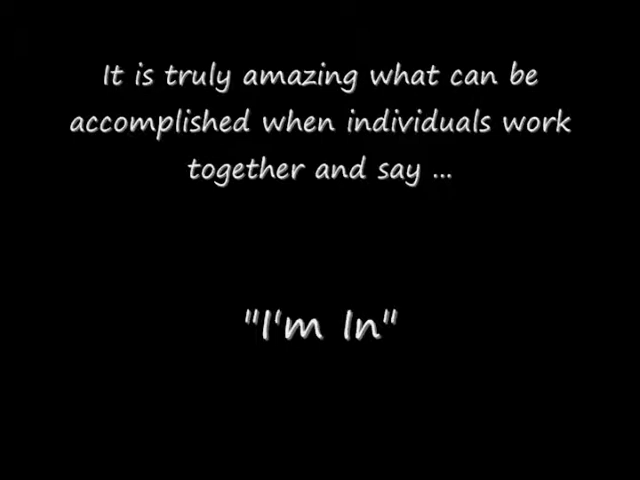 It is truly amazing what can be
accomplished when individuals work
together and say ...
"I'm In"